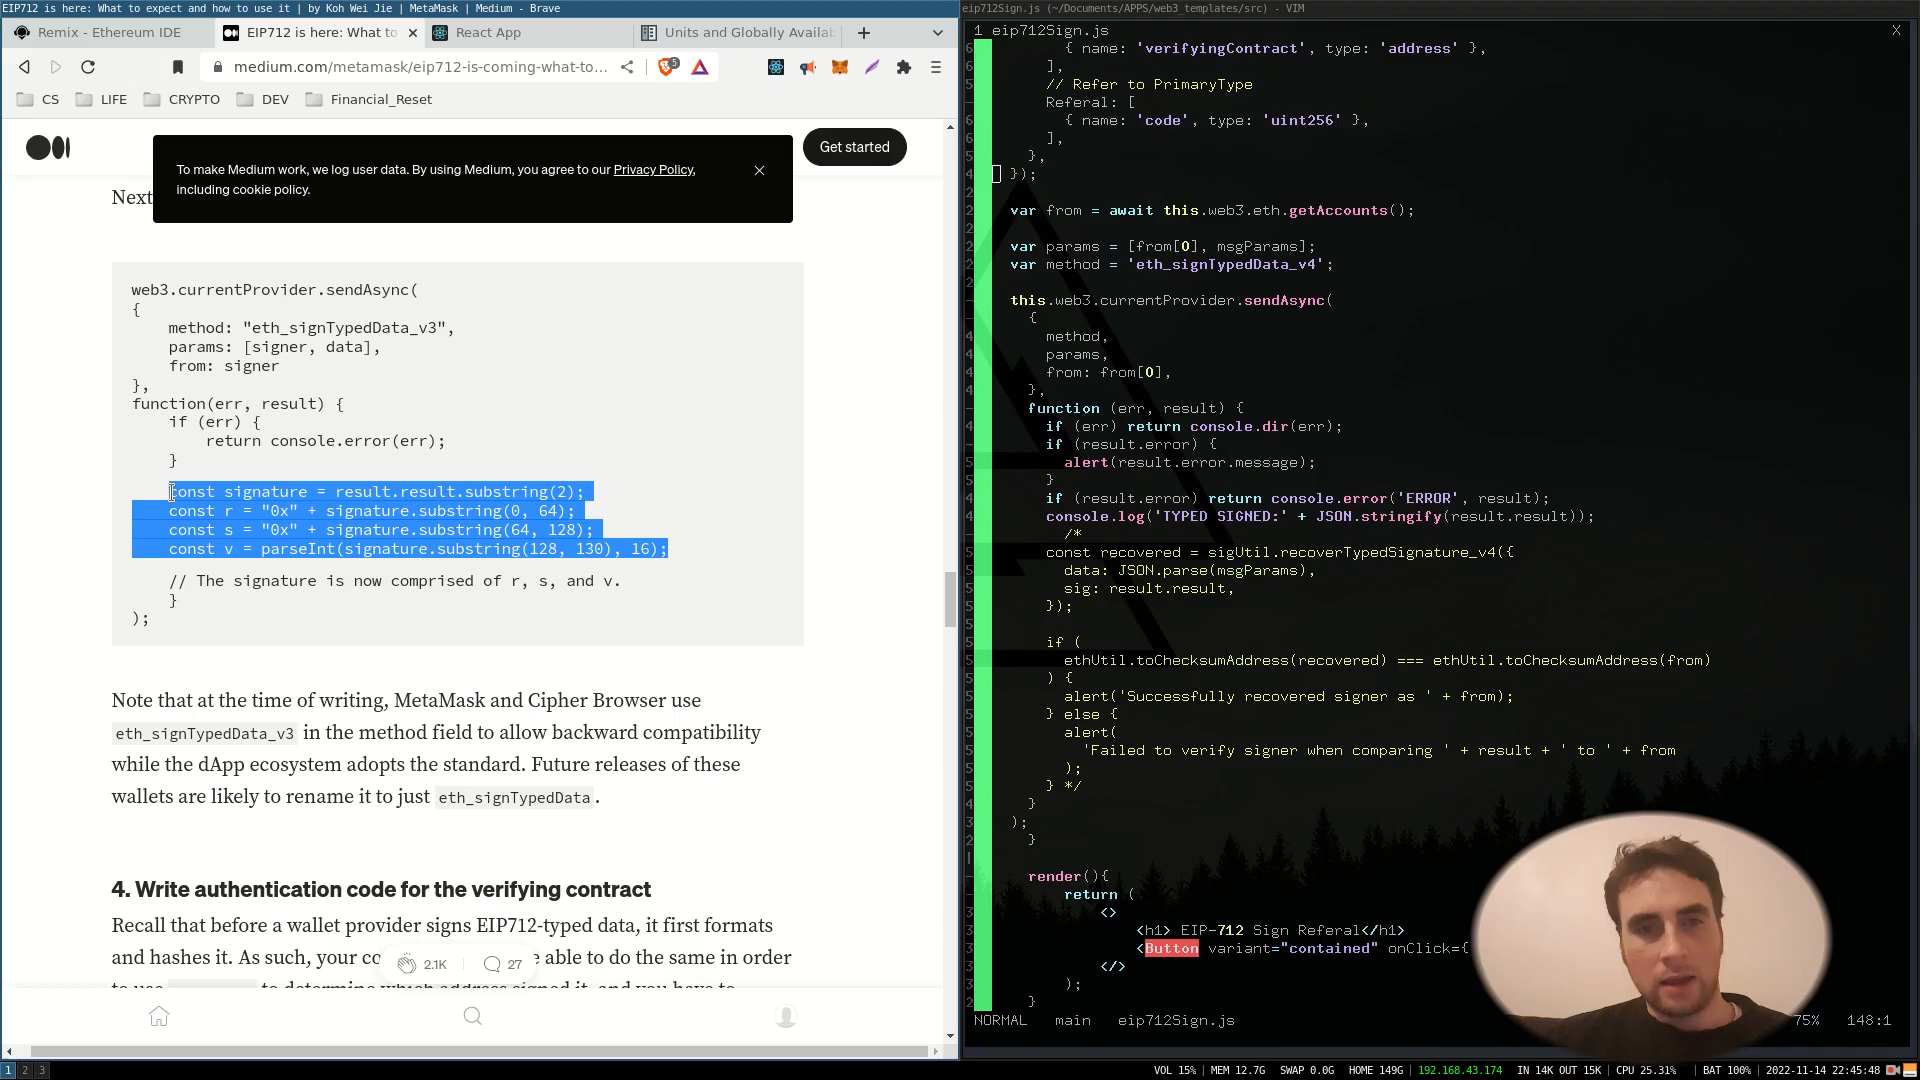 EIP712 is here: What to expect and how to use it | by Koh Wei Jie | MetaMask | Medium - Brave
Remix - Ethereum IDE
EIP712 is here: What to
React App
Units and Globally Availab
medium.com/metamask/eip712-is-coming-what-to...
5
CS
LIFE
CRYPTO
DEV
Financial_Reset
To make Medium work, we log user data. By using Medium, you agree to our Privacy Policy,
including cookie policy.
Get started
Next
web3.currentProvider.sendAsync(
{
    method: "eth_signTypedData_v3",
    params: [signer, data],
    from: signer
},
function(err, result) {
    if (err) {
        return console.error(err);
    }
    const signature = result.result.substring(2);
    const r = "0x" + signature.substring(0, 64);
    const s = "0x" + signature.substring(64, 128);
    const v = parseInt(signature.substring(128, 130), 16);
    // The signature is now comprised of r, s, and v.
    }
);
Note that at the time of writing, MetaMask and Cipher Browser use
eth_signTypedData_v3 in the method field to allow backward compatibility
while the dApp ecosystem adopts the standard. Future releases of these
wallets are likely to rename it to just eth_signTypedData.
4. Write authentication code for the verifying contract
Recall that before a wallet provider signs EIP712-typed data, it first formats
and hashes it. As such, your co able to do the same in order
2.1K
27
eip712Sign.js (~/Documents/APPS/web3_templates/src) - VIM
1 eip712Sign.js
X
{ name: 'verifyingContract', type: 'address' },
],
// Refer to PrimaryType
Referal: [
{ name: 'code', type: 'uint256' },
],
},
});
var from = await this.web3.eth.getAccounts();
var params = [from[0], msgParams];
var method = 'eth_signTypedData_v4';
this.web3.currentProvider.sendAsync(
{
method,
params,
from: from[0],
},
function (err, result) {
if (err) return console.dir(err);
if (result.error) {
alert(result.error.message);
}
if (result.error) return console.error('ERROR', result);
console.log('TYPED SIGNED:' + JSON.stringify(result.result));
/*
const recovered = sigUtil.recoverTypedSignature_v4({
data: JSON.parse(msgParams),
sig: result.result,
});
if (
ethUtil.toChecksumAddress(recovered) === ethUtil.toChecksumAddress(from)
) {
alert('Successfully recovered signer as ' + from);
} else {
alert(
'Failed to verify signer when comparing ' + result + ' to ' + from
);
} */
}
);
}
render(){
return (
<>
<h1> EIP-712 Sign Referal</h1>
<Button variant="contained" onClick={
</>
);
}
NORMAL main eip712Sign.js
75% 148:1
1 2 3
VOL 15% | MEM 12.7G | SWAP 0.0G | HOME 149G | 192.168.43.174 | IN 14K OUT 15K | CPU 25.31% | BAT 100% | 2022-11-14 22:45:48